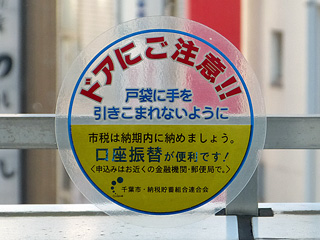 ドアにご注意!!
戸袋に手を
引きこまれないように
市税は納期内に納めましょう。
口座振替が便利です!
〈申込みはお近くの金融機関・郵便局で。〉
千葉市・納税貯蓄組合連合会